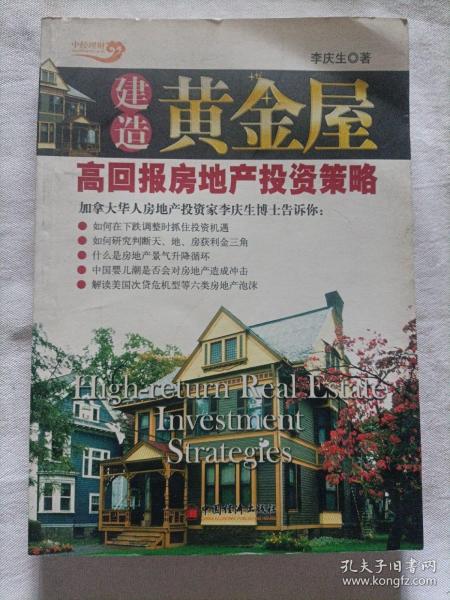 中经理财
李庆生◎著
建造 黄金屋
高回报房地产投资策略
加拿大华人房地产投资家李庆生博士告诉你：
● 如何在下跌调整时抓住投资机遇
● 如何研究判断天、地、房获利金三角
● 什么是房地产景气升降循环
● 中国婴儿潮是否会对房地产造成冲击
● 解读美国次贷危机型等六类房地产泡沫
High-return Real Estate
Investment
Strategies
中国经济出版社
孔夫子旧书网
www.kongfz.com